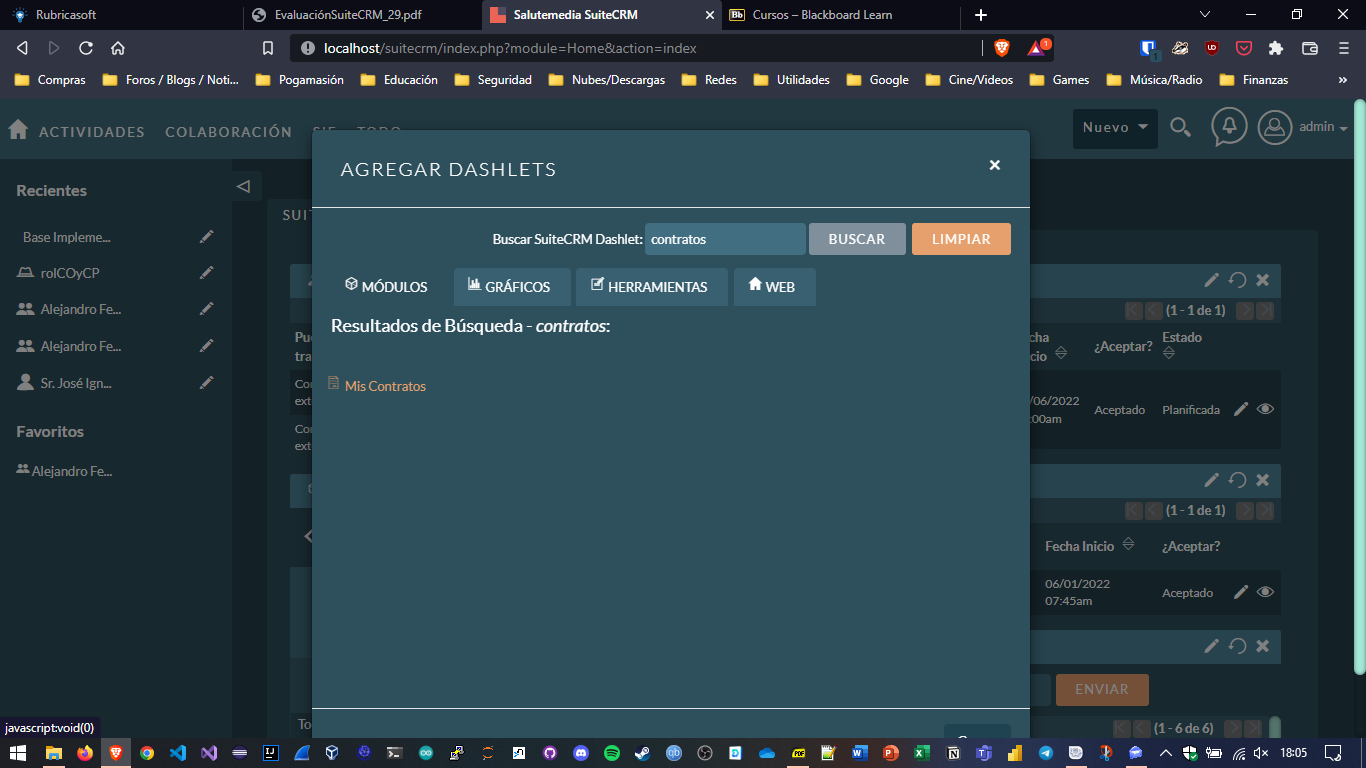 Rubricasoft
EvaluaciónSuiteCRM_29.pdf
Salutemedia SuiteCRM
Bb
Cursos – Blackboard Learn
localhost/suitecrm/index.php?module=Home&action=index
1
1
Compras
Foros / Blogs / Noti...
Pogamasión
Educación
Seguridad
Nubes/Descargas
Redes
Utilidades
Google
Cine/Videos
Games
Música/Radio
Finanzas
ACTIVIDADES
COLABORACIÓN
Nuevo
admin
Recientes
Base Impleme...
rolCOyCP
Alejandro Fe...
Alejandro Fe...
Sr. José Ign...
Favoritos
Alejandro Fe...
AGREGAR DASHLETS
Buscar SuiteCRM Dashlet:
contratos
BUSCAR
LIMPIAR
MÓDULOS
GRÁFICOS
HERRAMIENTAS
WEB
Resultados de Búsqueda - contratos:
Mis Contratos
(1 - 1 de 1)
¿Aceptar?
Estado
/06/2022
:00am
Aceptado
Planificada
(1 - 1 de 1)
Fecha Inicio
¿Aceptar?
06/01/2022
07:45am
Aceptado
ENVIAR
(1 - 6 de 6)
javascript:void(0)
18:05